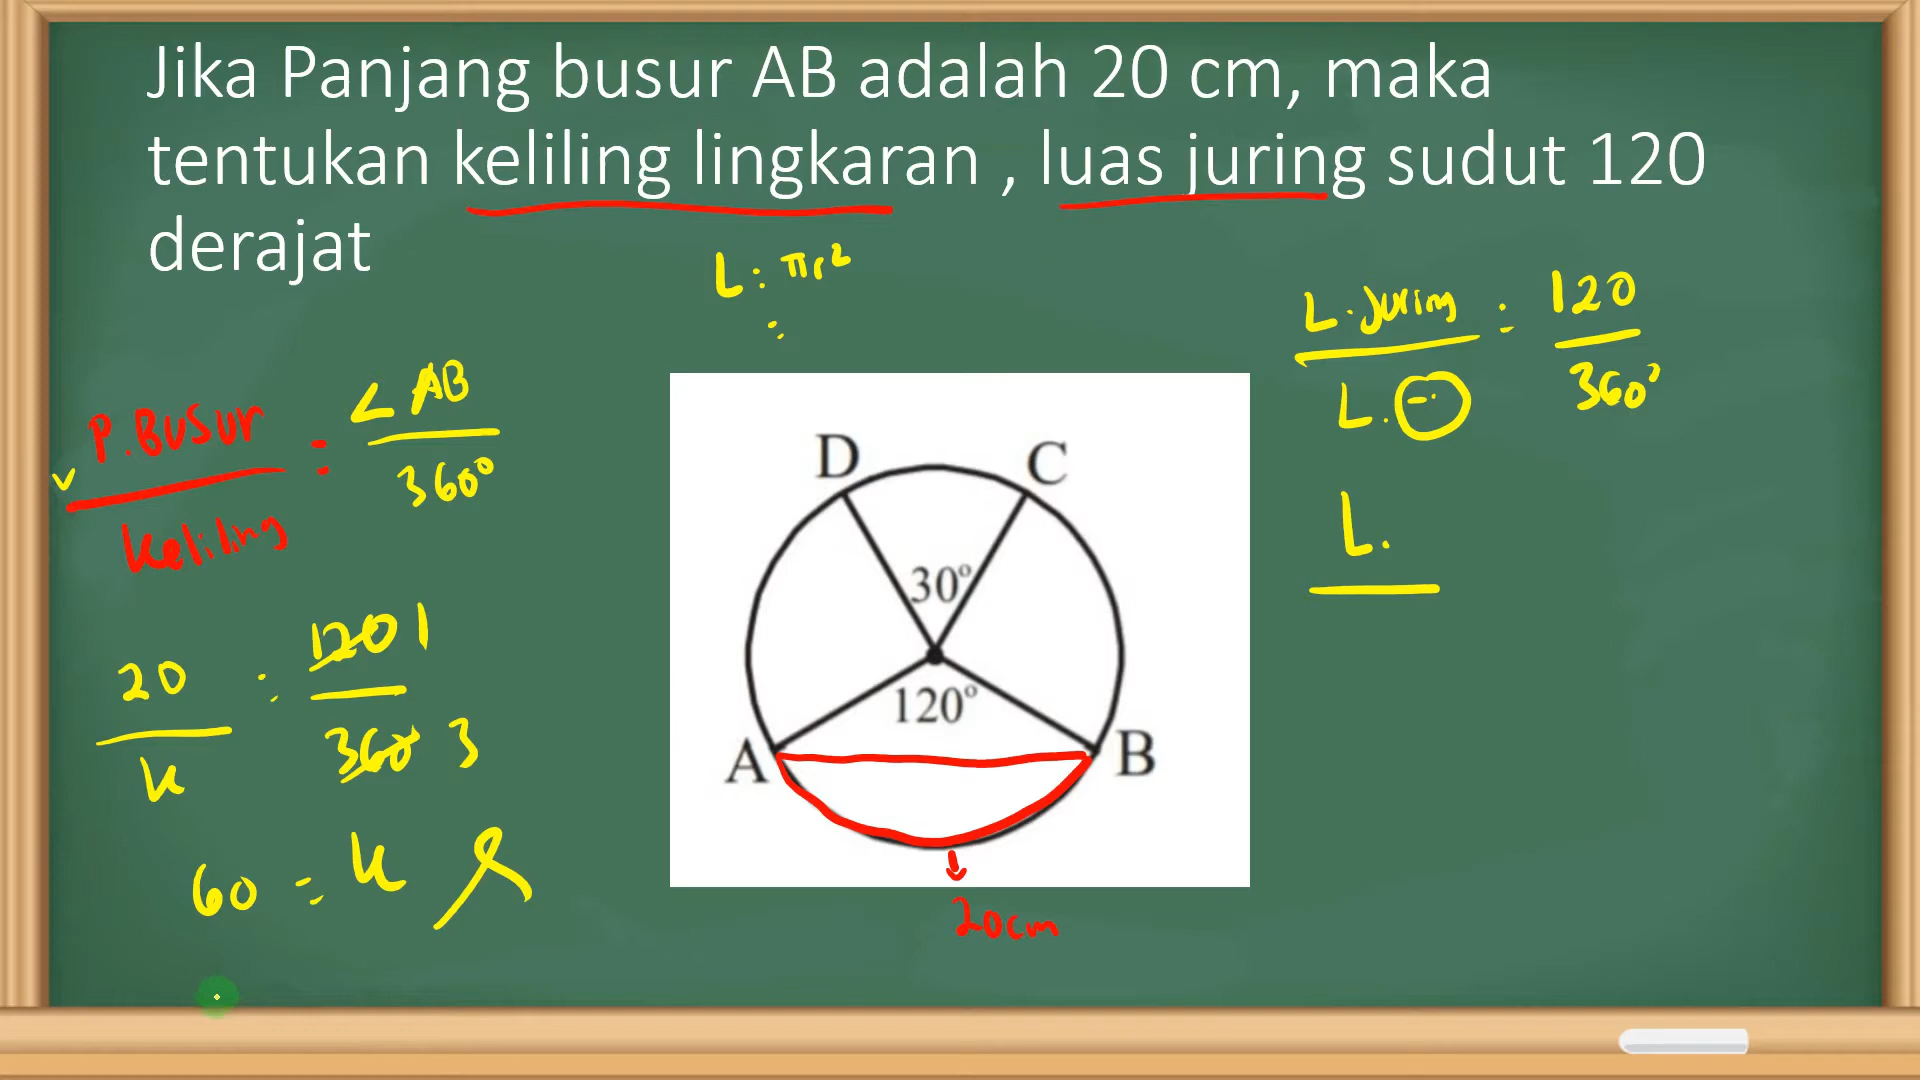 Jika Panjang busur AB adalah 20 cm, maka
tentukan keliling lingkaran , luas juring sudut 120
derajat
L : πr²
:
P. Busur
keliling
=
∠ AB
360°
20
k
=
120 1
360 3
60 = k
L. Juring
L.
=
120
360°
L.
D
C
30°
120°
A
B
20cm